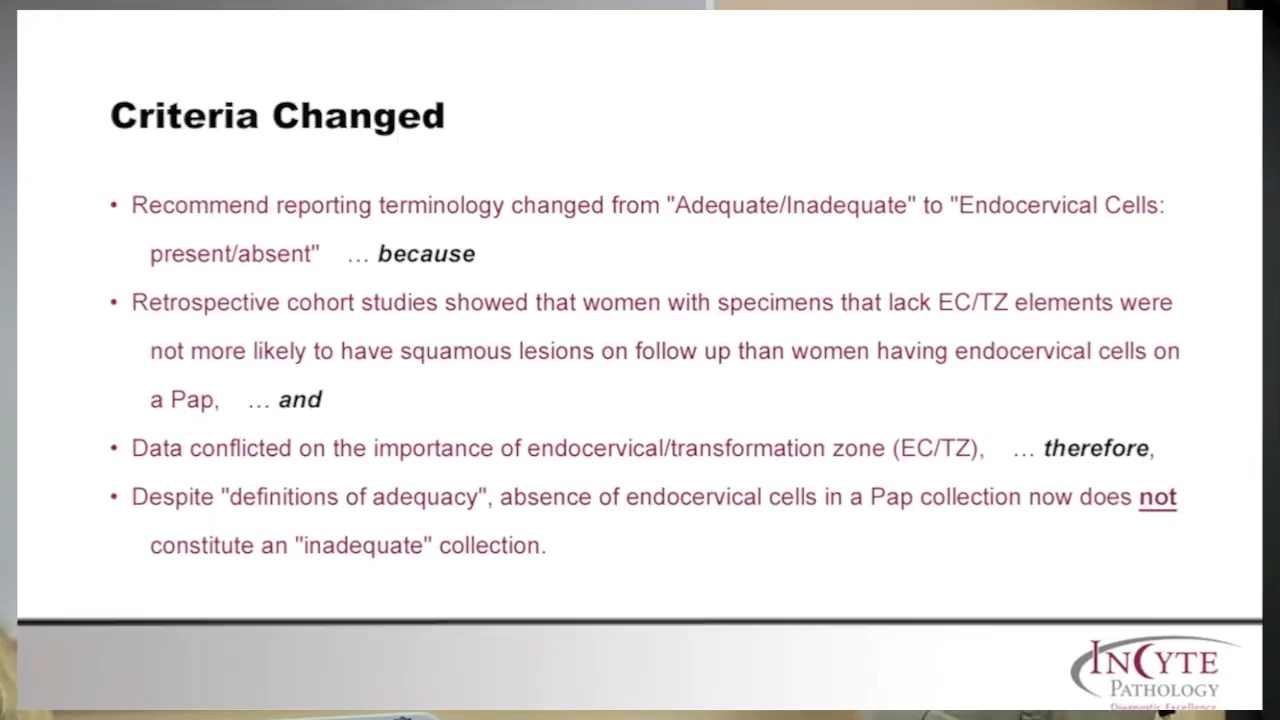 Criteria Changed
• Recommend reporting terminology changed from "Adequate/Inadequate" to "Endocervical Cells:
present/absent" … because
• Retrospective cohort studies showed that women with specimens that lack EC/TZ elements were
not more likely to have squamous lesions on follow up than women having endocervical cells on
a Pap, … and
• Data conflicted on the importance of endocervical/transformation zone (EC/TZ), … therefore,
• Despite "definitions of adequacy", absence of endocervical cells in a Pap collection now does not
constitute an "inadequate" collection.
INCYTE
PATHOLOGY
Diagnostic Excellence